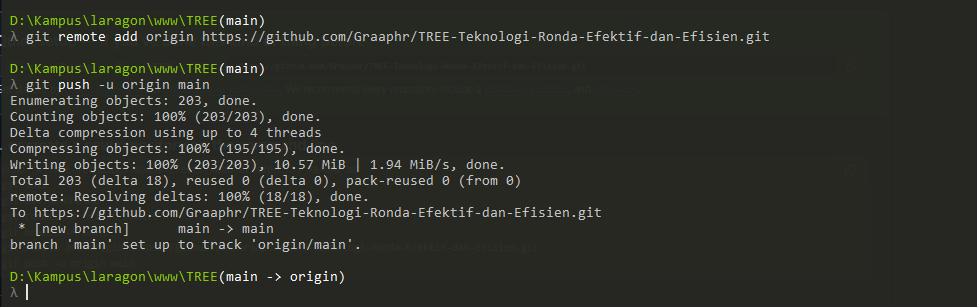 D:\Kampus\laragon\www\TREE(main)
λ git remote add origin https://github.com/Graaphr/TREE-Teknologi-Ronda-Efektif-dan-Efisien.git
D:\Kampus\laragon\www\TREE(main)
λ git push -u origin main
Enumerating objects: 203, done.
Counting objects: 100% (203/203), done.
Delta compression using up to 4 threads
Compressing objects: 100% (195/195), done.
Writing objects: 100% (203/203), 10.57 MiB | 1.94 MiB/s, done.
Total 203 (delta 18), reused 0 (delta 0), pack-reused 0 (from 0)
remote: Resolving deltas: 100% (18/18), done.
To https://github.com/Graaphr/TREE-Teknologi-Ronda-Efektif-dan-Efisien.git
 * [new branch]      main -> main
branch 'main' set up to track 'origin/main'.
D:\Kampus\laragon\www\TREE(main -> origin)
λ